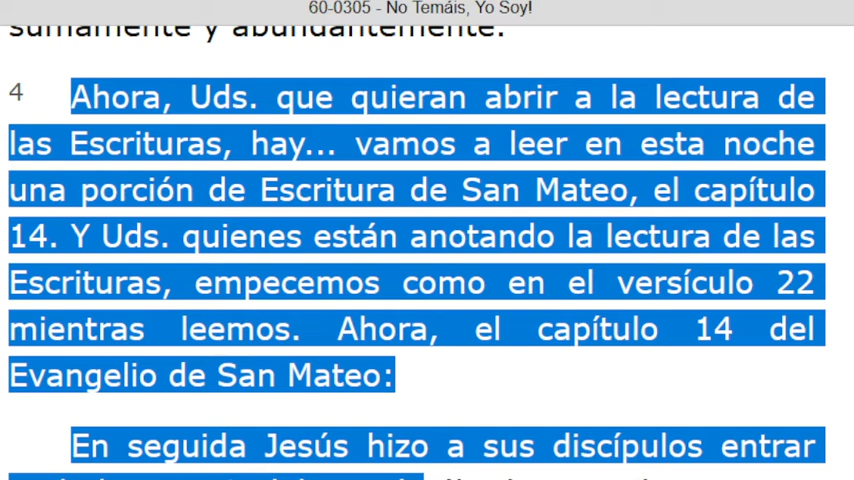 60-0305 - No Temáis, Yo Soy!
sumamente y abundantemente.
4 Ahora, Uds. que quieran abrir a la lectura de
las Escrituras, hay... vamos a leer en esta noche
una porción de Escritura de San Mateo, el capítulo
14. Y Uds. quienes están anotando la lectura de las
Escrituras, empecemos como en el versículo 22
mientras leemos. Ahora, el capítulo 14 del
Evangelio de San Mateo:
En seguida Jesús hizo a sus discípulos entrar